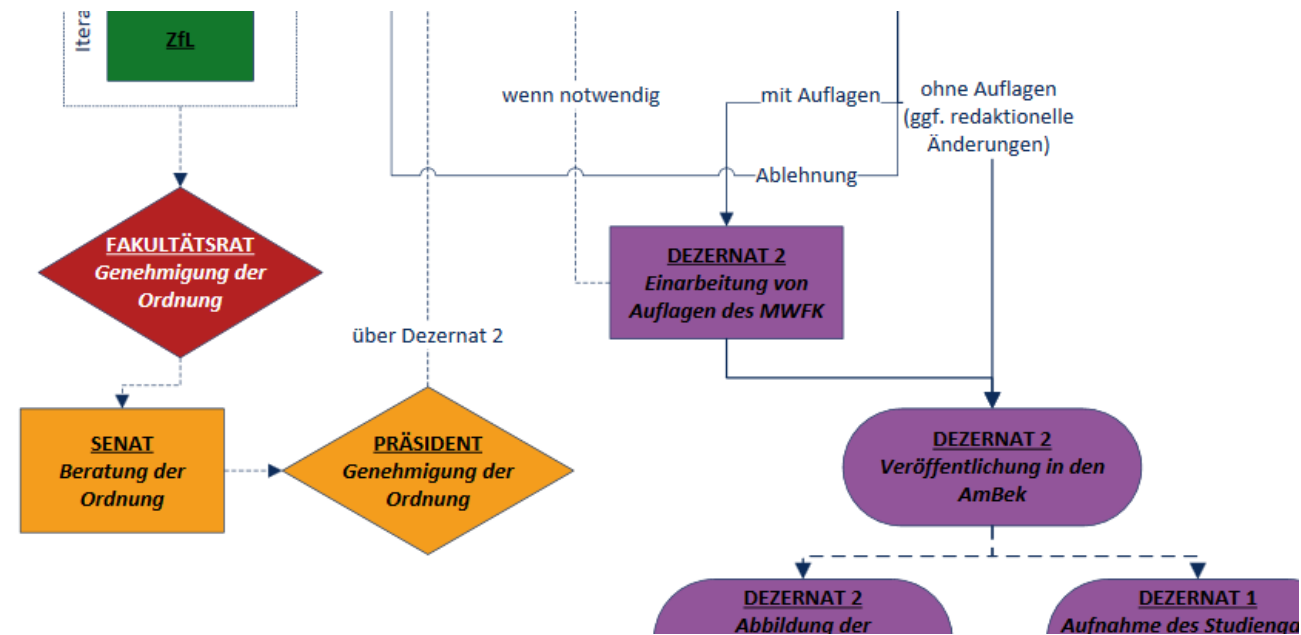 Itera
ZfL
wenn notwendig
mit Auflagen
ohne Auflagen
(ggf. redaktionelle
Änderungen)
Ablehnung
FAKULTÄTSRAT
Genehmigung der
Ordnung
DEZERNAT 2
Einarbeitung von
Auflagen des MWFK
über Dezernat 2
SENAT
Beratung der
Ordnung
PRÄSIDENT
Genehmigung der
Ordnung
DEZERNAT 2
Veröffentlichung in den
AmBek
DEZERNAT 2
Abbildung der
DEZERNAT 1
Aufnahme des Studienga